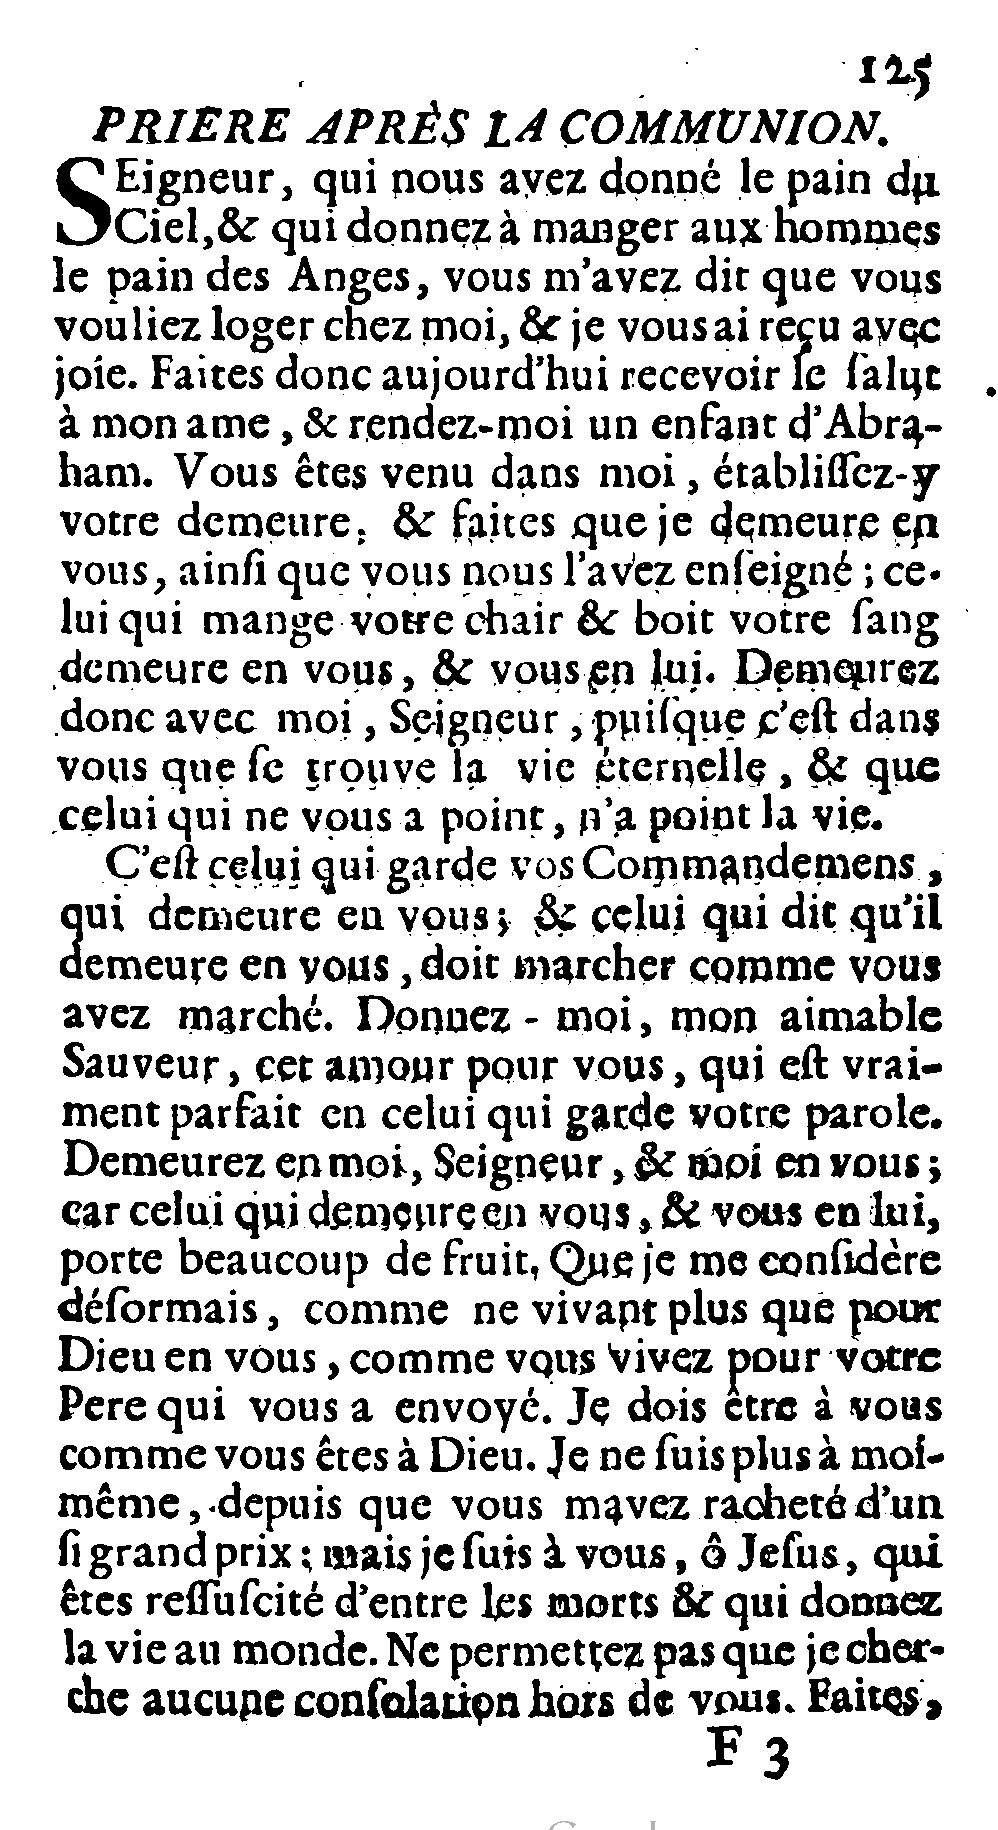 125
PRIERE APRÈS LA COMMUNION.
SEigneur, qui nous avez donné le pain du
Ciel, & qui donnez à manger aux hommes
le pain des Anges, vous m'avez dit que vous
vouliez loger chez moi, & je vous ai reçu avec
joie. Faites donc aujourd'hui recevoir le ſalut
à mon ame, & rendez-moi un enfant d'Abra-
ham. Vous êtes venu dans moi, établiſſez-y
votre demeure; & faites que je demeure en
vous, ainſi que vous nous l'avez enſeigné; ce-
lui qui mange votre chair & boit votre ſang
demeure en vous, & vous en lui. Demeurez
donc avec moi, Seigneur, puiſque c'eſt dans
vous que ſe trouve la vie éternelle, & que
celui qui ne vous a point, n'a point la vie.
C'eſt celui qui garde vos Commandemens,
qui demeure en vous; & celui qui dit qu'il
demeure en vous, doit marcher comme vous
avez marché. Donnez-moi, mon aimable
Sauveur, cet amour pour vous, qui eſt vrai-
ment parfait en celui qui garde votre parole.
Demeurez en moi, Seigneur, & moi en vous;
car celui qui demeure en vous, & vous en lui,
porte beaucoup de fruit. Que je me conſidère
déſormais, comme ne vivant plus que pour
Dieu en vous, comme vous vivez pour votre
Pere qui vous a envoyé. Je dois être à vous
comme vous êtes à Dieu. Je ne ſuis plus à moi-
même, depuis que vous mavez racheté d'un
ſi grand prix; mais je ſuis à vous, ô Jeſus, qui
êtes reſſuſcité d'entre les morts & qui donnez
la vie au monde. Ne permettez pas que je cher-
che aucune conſolation hors de vous. Faites,
F 3